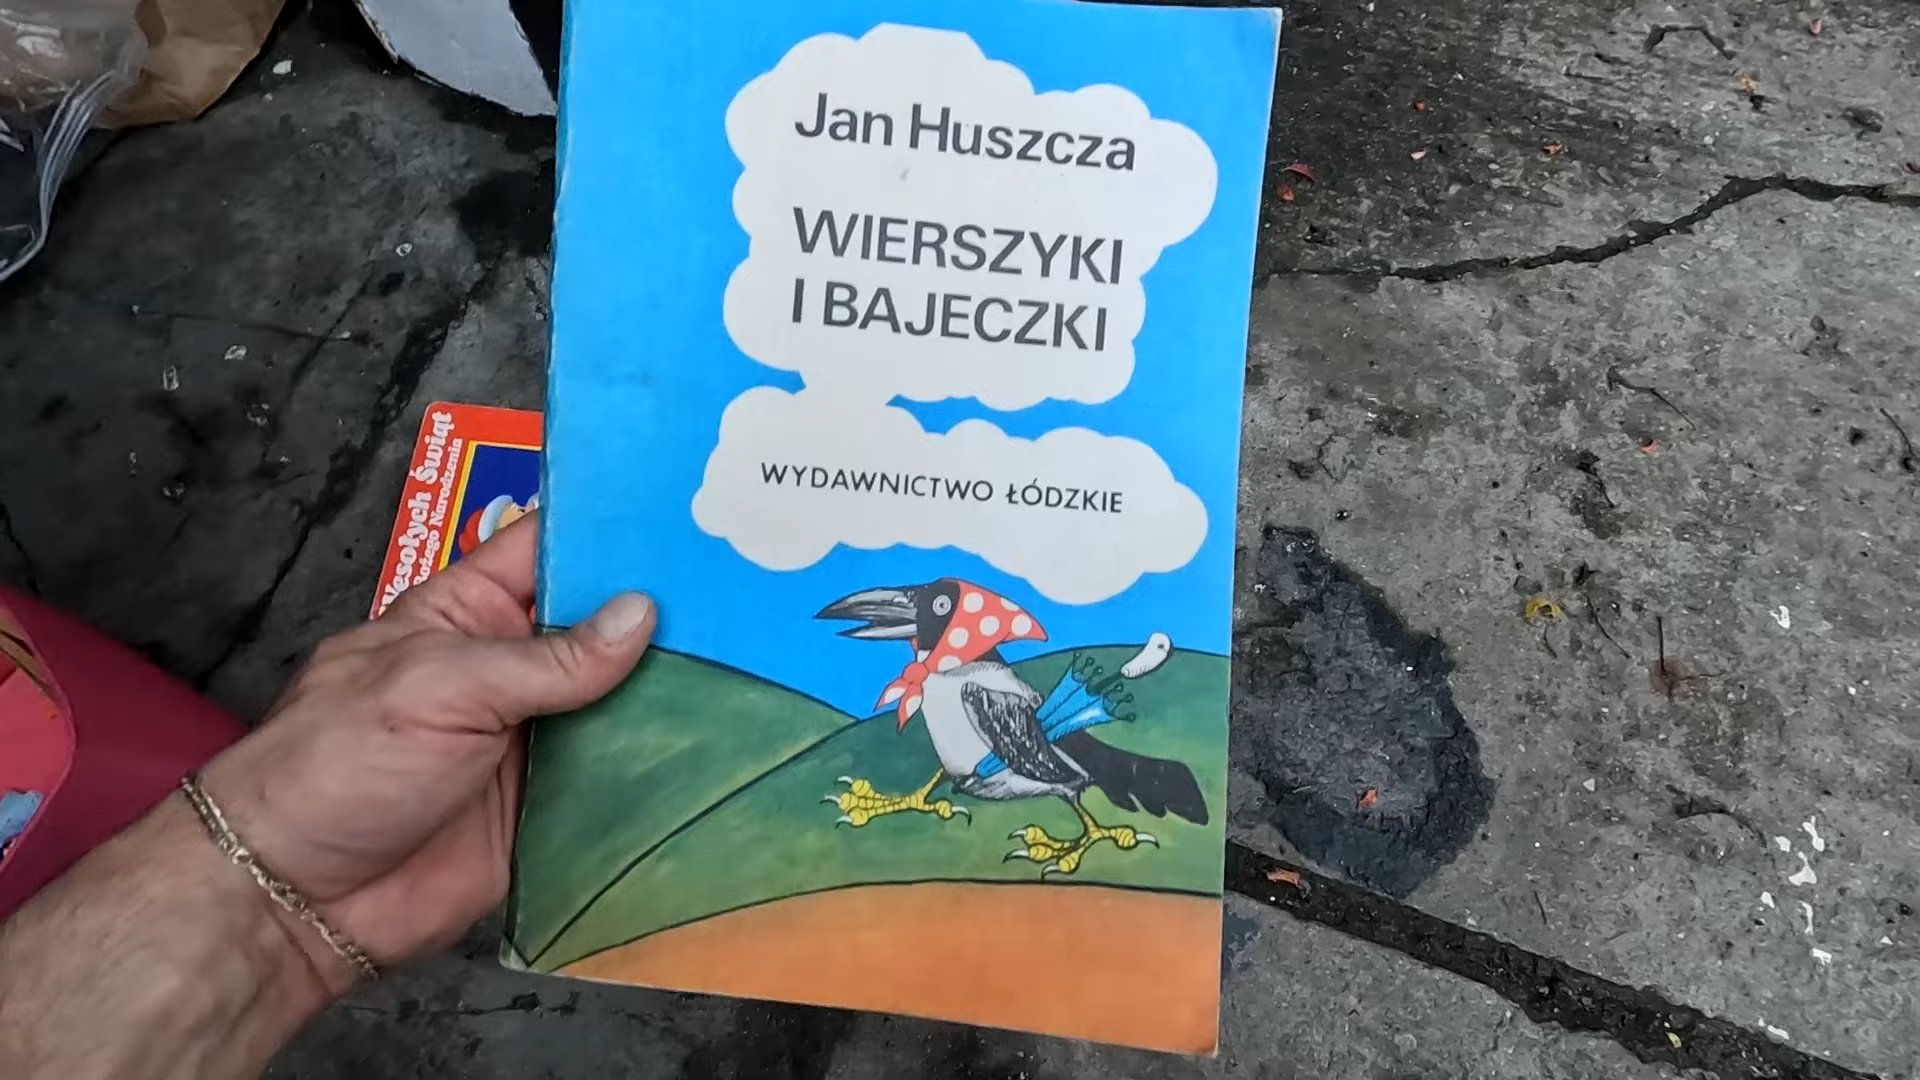 Jan Huszcza
WIERSZYKI
I BAJECZKI
WYDAWNICTWO ŁÓDZKIE
Wesołych Świąt
Bożego Narodzenia